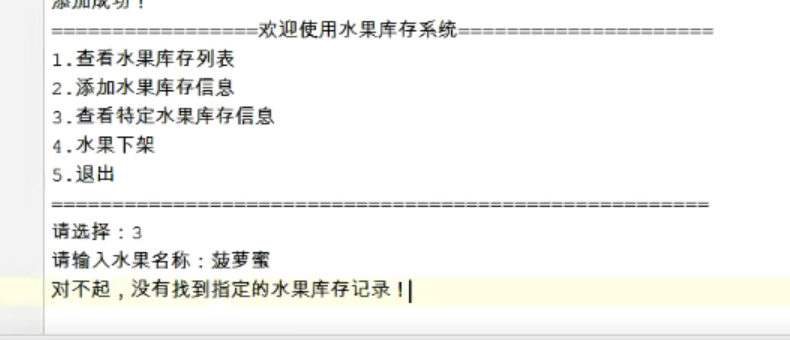 添加成功！
=================欢迎使用水果库存系统=====================
1.查看水果库存列表
2.添加水果库存信息
3.查看特定水果库存信息
4.水果下架
5.退出
======================================================
请选择：3
请输入水果名称：菠萝蜜
对不起，没有找到指定的水果库存记录！